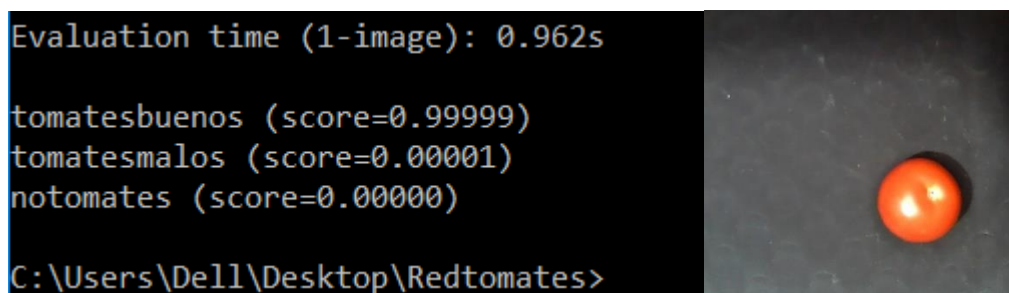 Evaluation time (1-image): 0.962s
tomatesbuenos (score=0.99999)
tomatesmalos (score=0.00001)
notomates (score=0.00000)
C:\Users\Dell\Desktop\Redtomates>